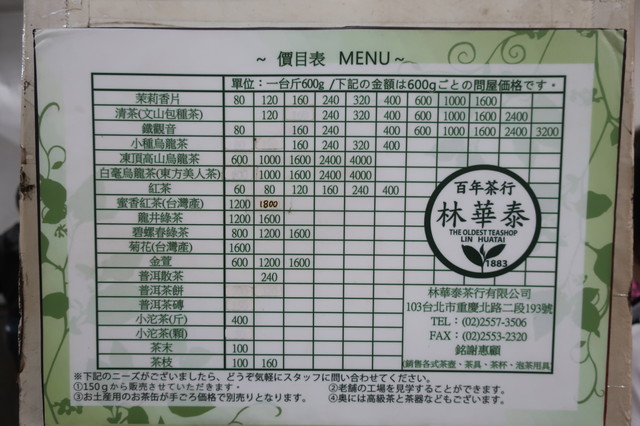 ~ 價目表 MENU ~
單位：一台斤600g /下記の金額は600gごとの問屋価格です。
茉莉香片 80 120 160 240 320 400 600 1000 1600
清茶(文山包種茶) 120 240 320 400 600 1000 1600 2400
鐵觀音 80 160 240 400 600 1000 1600 2400 3200
小種烏龍茶 160 240 320 400
凍頂高山烏龍茶 600 1000 1600 2400 4000
白毫烏龍茶(東方美人茶) 1000 1600 2400 4000
紅茶 60 80 120 160 240 400
蜜香紅茶(台灣產) 1200 1800
龍井綠茶 1200 1600
碧螺春綠茶 800 1200 1600
菊花(台灣產) 1600
金萱 600 1200 1600
普洱散茶 240
普洱茶餅
普洱茶磚
小沱茶(斤) 400
小沱茶(顆)
茶末 100
茶枝 100 160
百年茶行
林華泰
THE OLDEST TEASHOP
LIN HUATAI
1883
林華泰茶行有限公司
103台北市重慶北路二段193號
TEL：(02)2557-3506
FAX：(02)2553-2320
銘謝惠顧
(銷售各式茶壺、茶具、茶杯、泡茶用具)
※下記のニーズがございましたら、どうぞ気軽にスタッフに問い合わせてください。
①150gから販売させていただきます。 ②老舗の工場を見学することができます。
③お土産用のお茶缶が手ごろ価格で別売りとなります。 ④奥には高級茶と茶器などもございます。